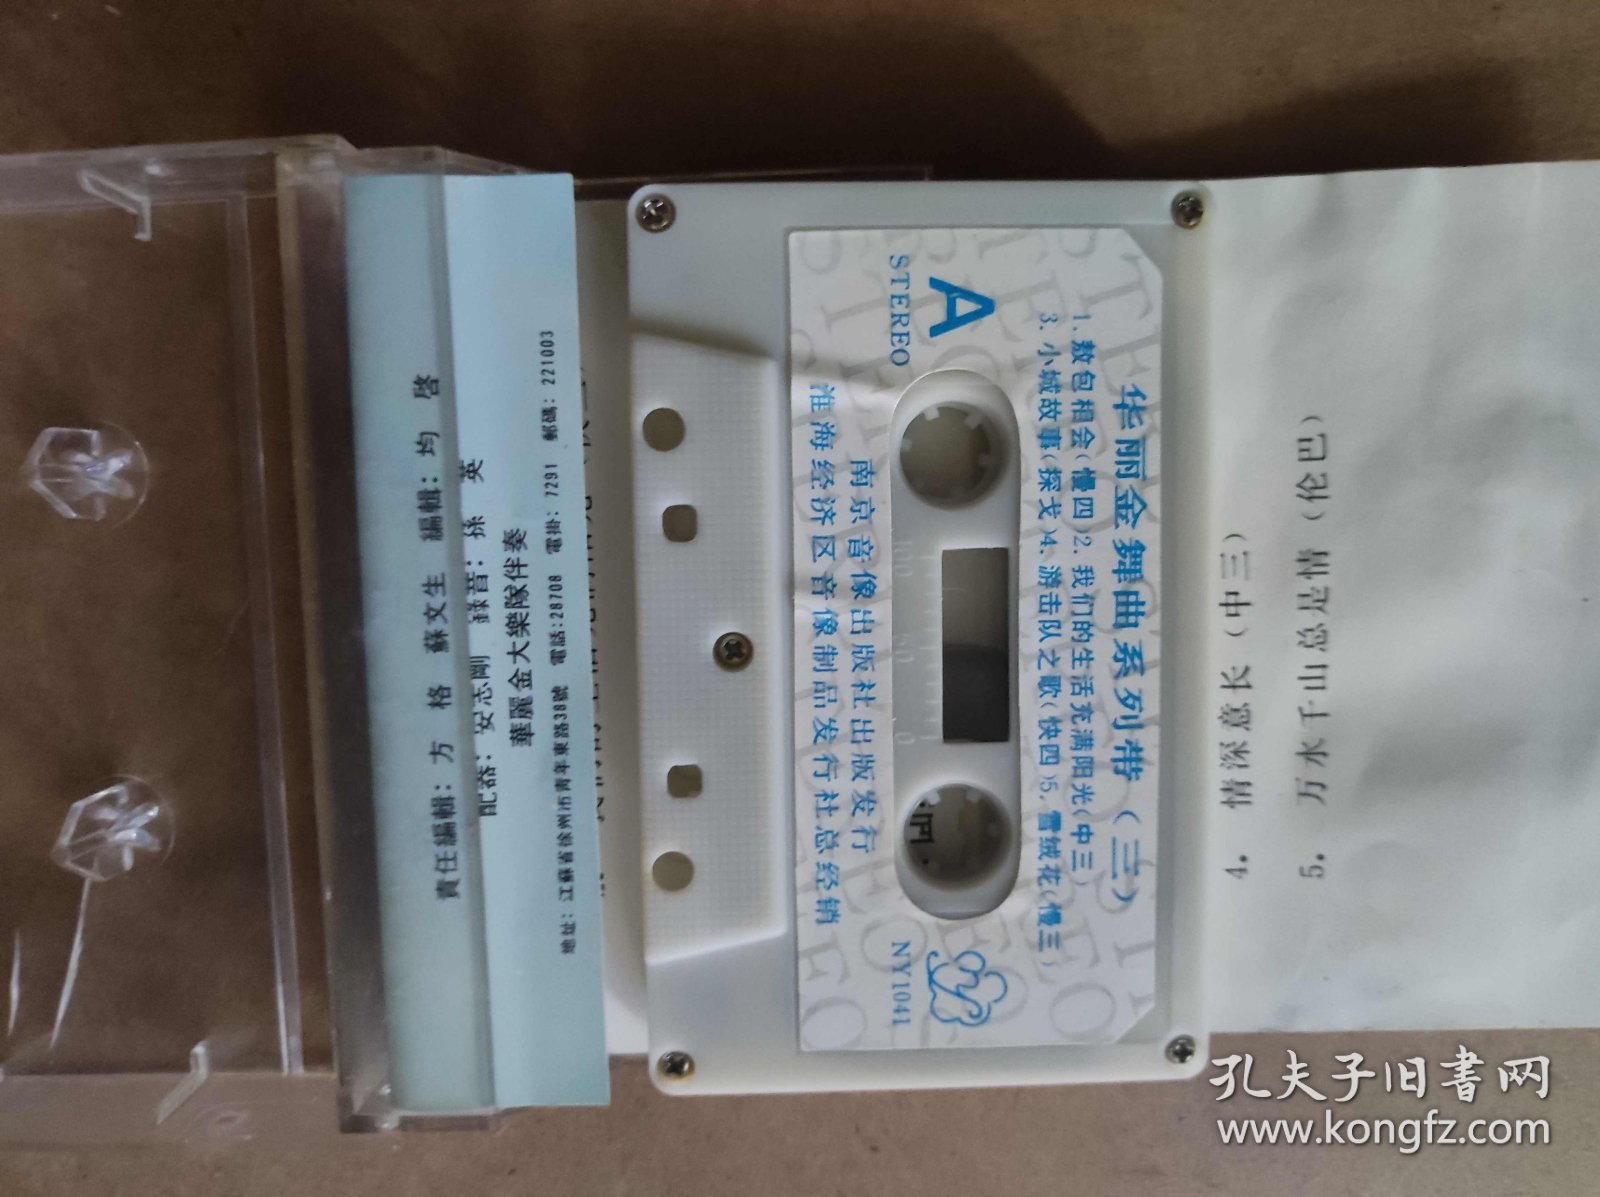 責任編輯：方 格 蘇文生 編輯：均 啓
配器：安志剛 錄音：孫 英
華麗金大樂隊伴奏
地址：江蘇省徐州市青年東路38號 電話：28708 電掛：7291 郵碼：221003
华丽金舞曲系列带（三）
1.敖包相会(慢四)2.我们的生活充满阳光(中三)
3.小城故事(探戈)4.游击队之歌(快四)5.雪绒花(慢三)
A
STEREO
NY1041
南京音像出版社出版发行
淮海经济区音像制品发行社总经销
4. 情深意长（中三）
5. 万水千山总是情（伦巴）
孔夫子旧书网
www.kongfz.com